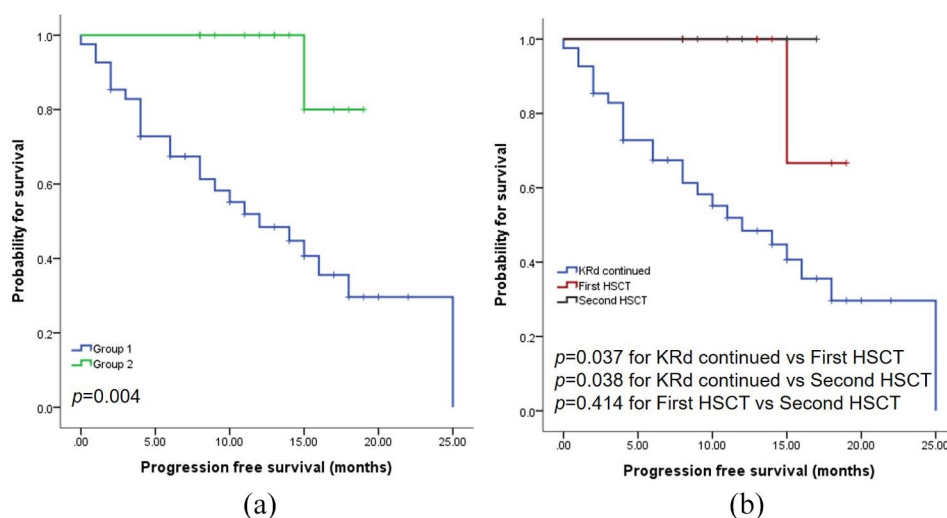 Probability for survival
1.0
0.8
0.6
0.4
0.2
0.0
Group 1
Group 2
p=0.004
.00 5.00 10.00 15.00 20.00 25.00
Progression free survival (months)
(a)
Probability for survival
1.0
0.8
0.6
0.4
0.2
0.0
KRd continued
First HSCT
Second HSCT
p=0.037 for KRd continued vs First HSCT
p=0.038 for KRd continued vs Second HSCT
p=0.414 for First HSCT vs Second HSCT
.00 5.00 10.00 15.00 20.00 25.00
Progression free survival (months)
(b)